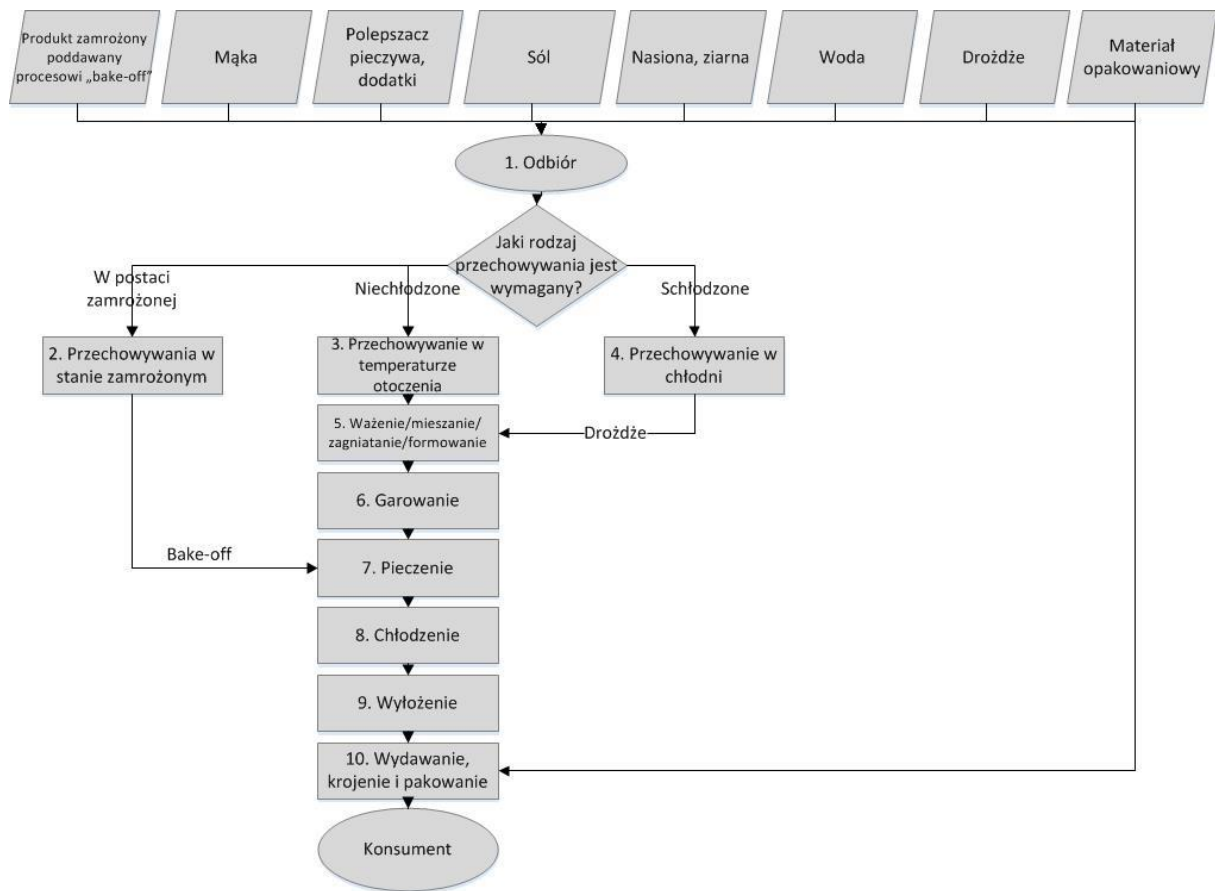 Produkt zamrożony
poddawany
procesowi „bake-off”
Mąka
Polepszacz
pieczywa,
dodatki
Sól
Nasiona, ziarna
Woda
Drożdże
Materiał
opakowaniowy
1. Odbiór
Jaki rodzaj
przechowywania jest
wymagany?
W postaci
zamrożonej
Niechłodzone
Schłodzone
2. Przechowywania w
stanie zamrożonym
3. Przechowywanie w
temperaturze
otoczenia
4. Przechowywanie w
chłodni
5. Ważenie/mieszanie/
zagniatanie/formowanie
Drożdże
6. Garowanie
Bake-off
7. Pieczenie
8. Chłodzenie
9. Wyłożenie
10. Wydawanie,
krojenie i pakowanie
Konsument